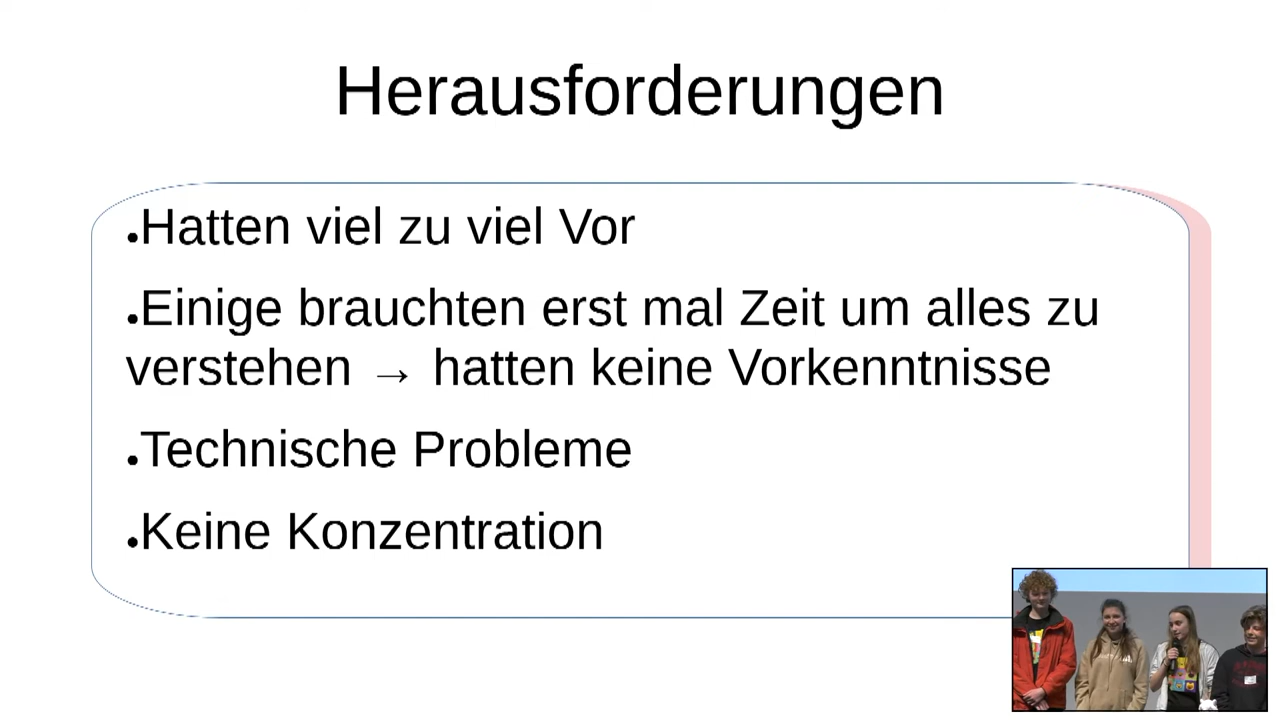 Herausforderungen
●Hatten viel zu viel Vor
●Einige brauchten erst mal Zeit um alles zu
verstehen → hatten keine Vorkenntnisse
●Technische Probleme
●Keine Konzentration